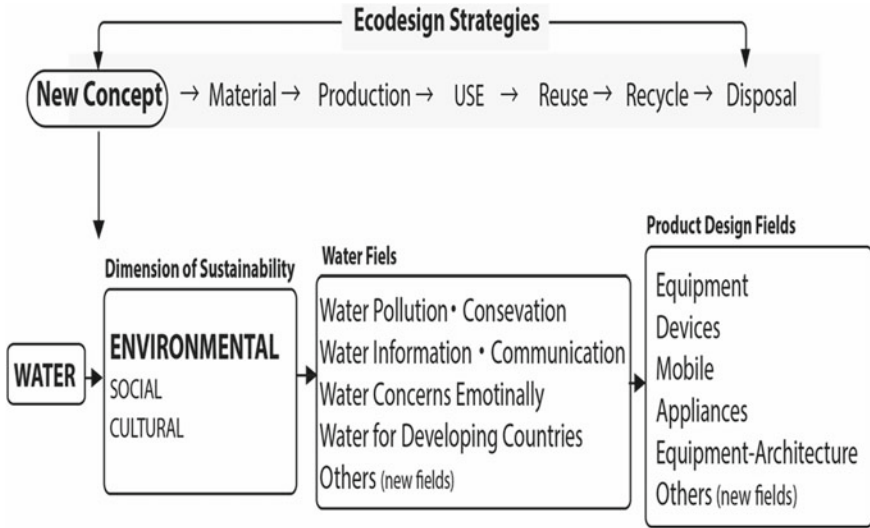 Ecodesign Strategies
New Concept → Material → Production → USE → Reuse → Recycle → Disposal
WATER
Dimension of Sustainability
ENVIRONMENTAL
SOCIAL
CULTURAL
Water Fiels
Water Pollution・Consevation
Water Information・Communication
Water Concerns Emotinally
Water for Developing Countries
Others (new fields)
Product Design Fields
Equipment
Devices
Mobile
Appliances
Equipment-Architecture
Others (new fields)